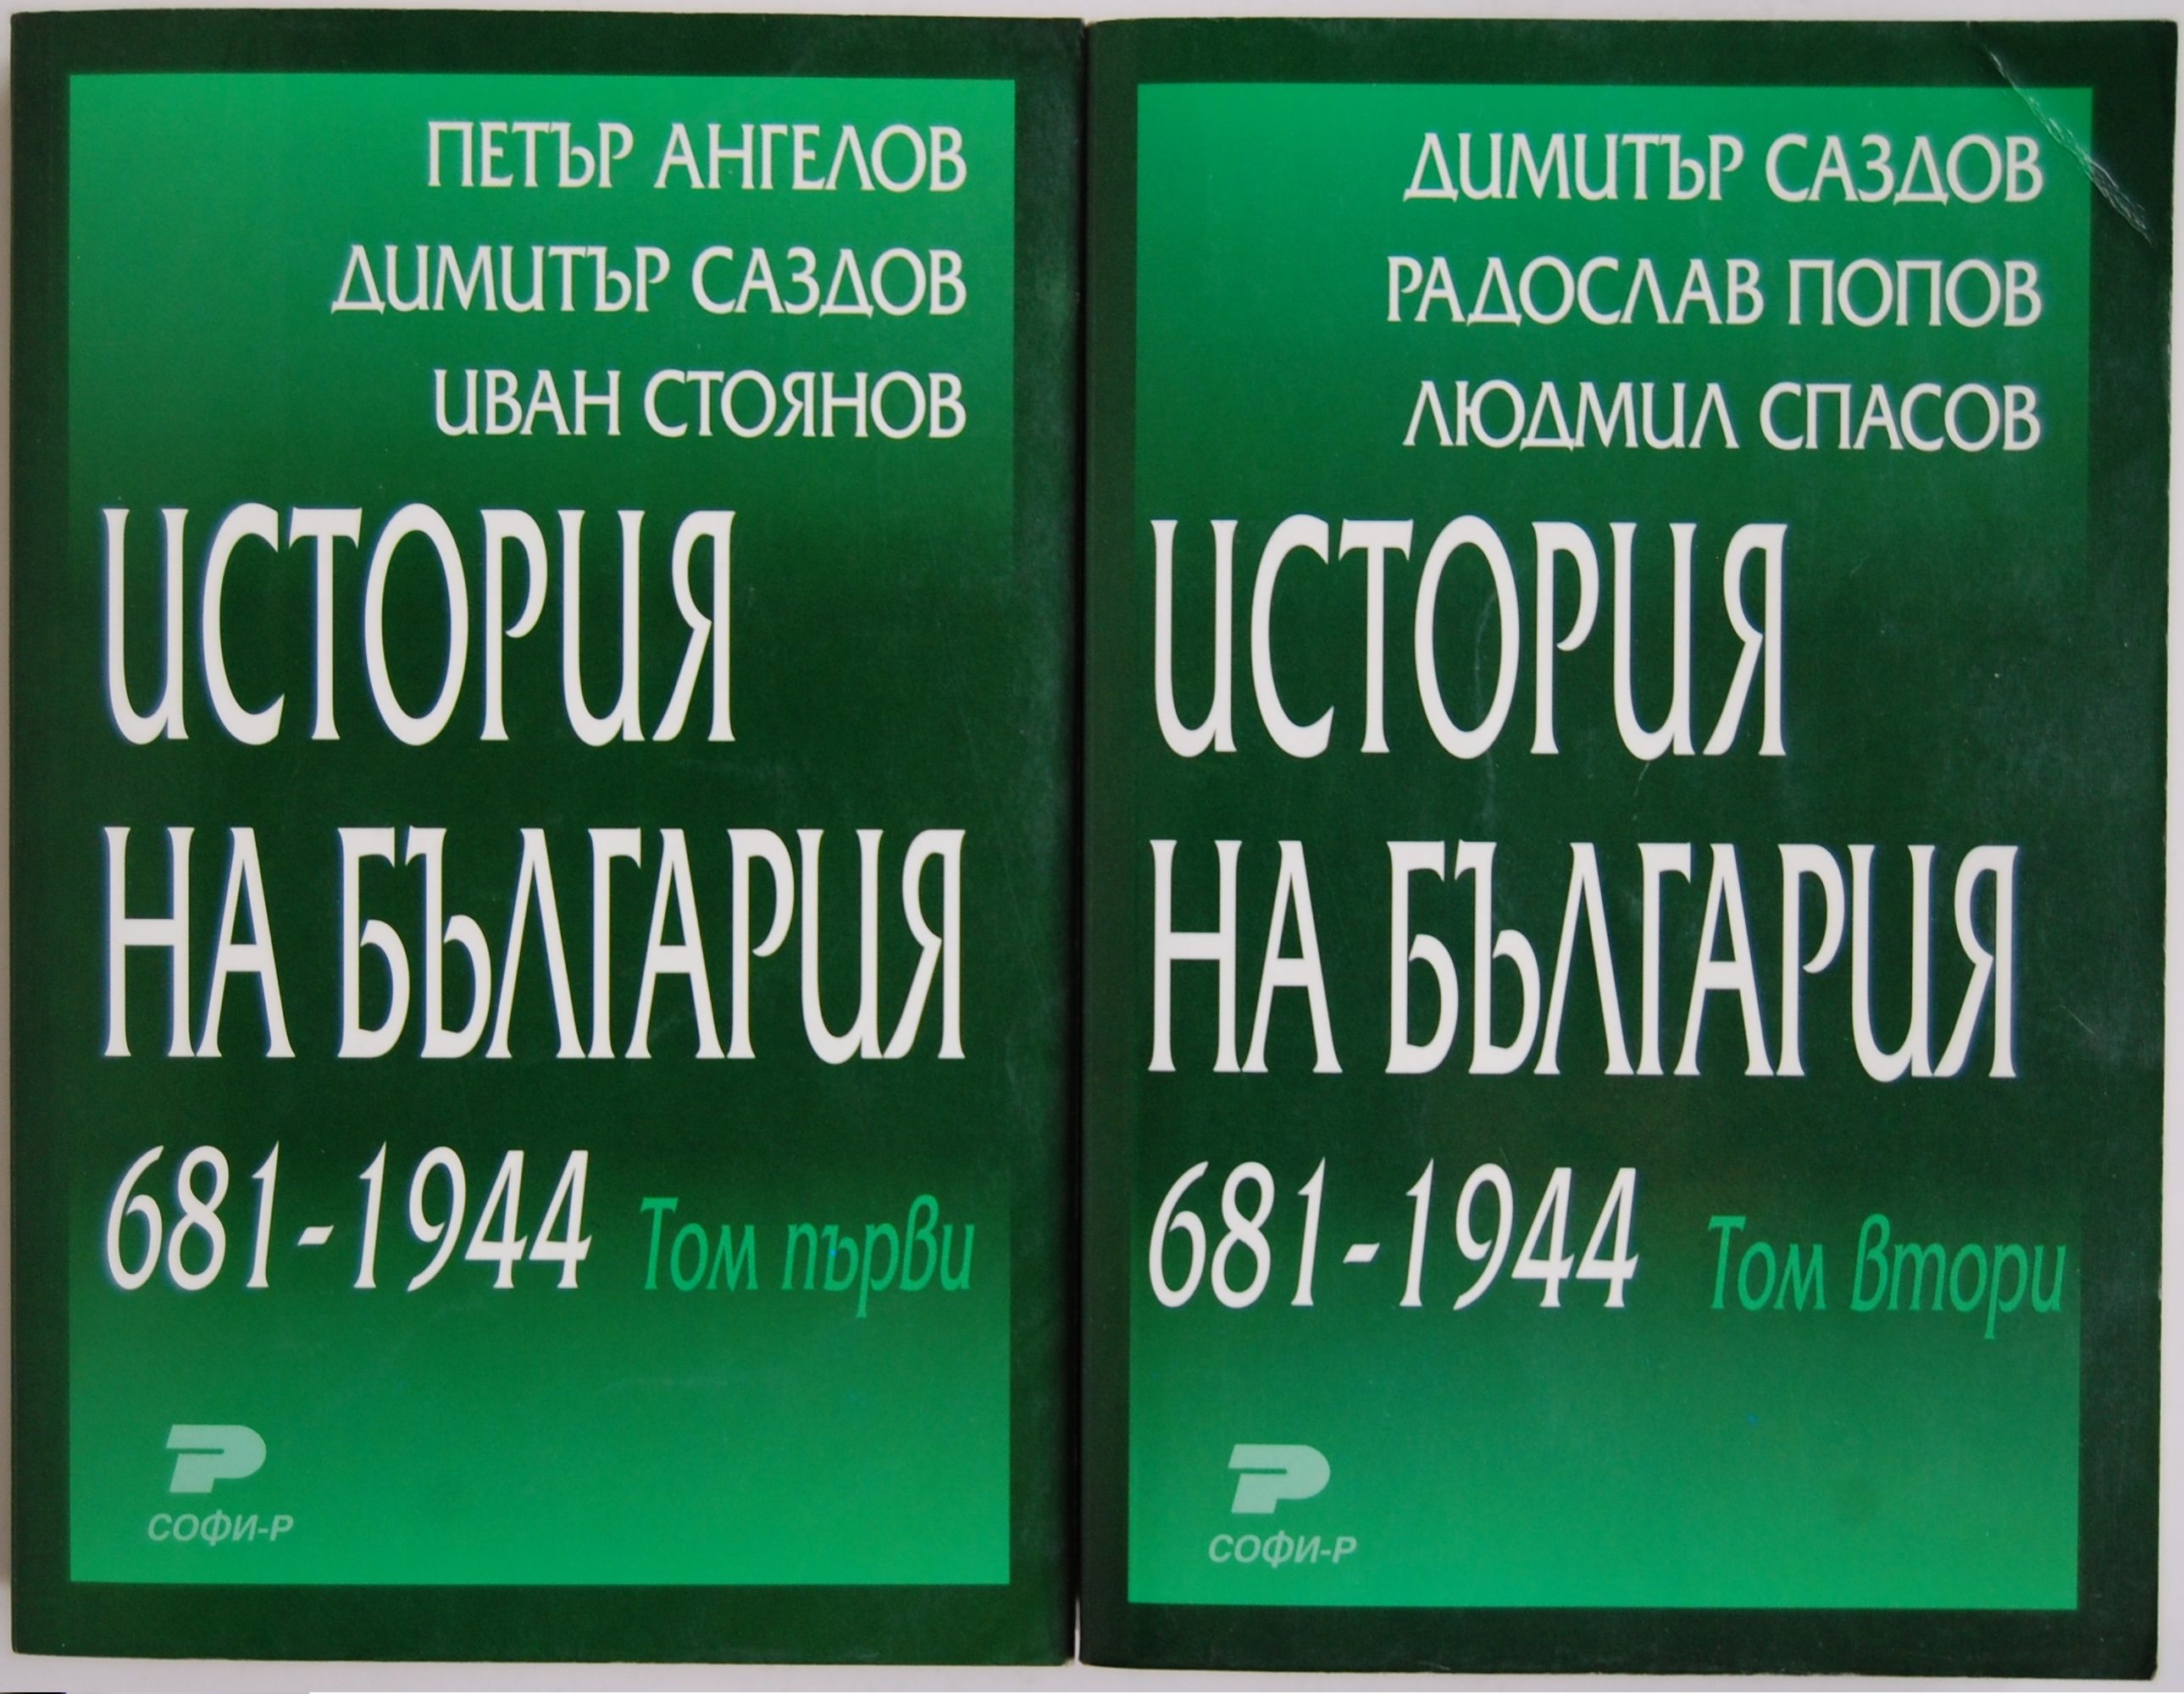 ПЕТЪР АНГЕЛОВ
ДИМИТЪР САЗДОВ
ИВАН СТОЯНОВ
ИСТОРИЯ
НА БЪЛГАРИЯ
681-1944 Том първи
СОФИ-Р
ДИМИТЪР САЗДОВ
РАДОСЛАВ ПОПОВ
ЛЮДМИЛ СПАСОВ
ИСТОРИЯ
НА БЪЛГАРИЯ
681-1944 Том втори
СОФИ-Р